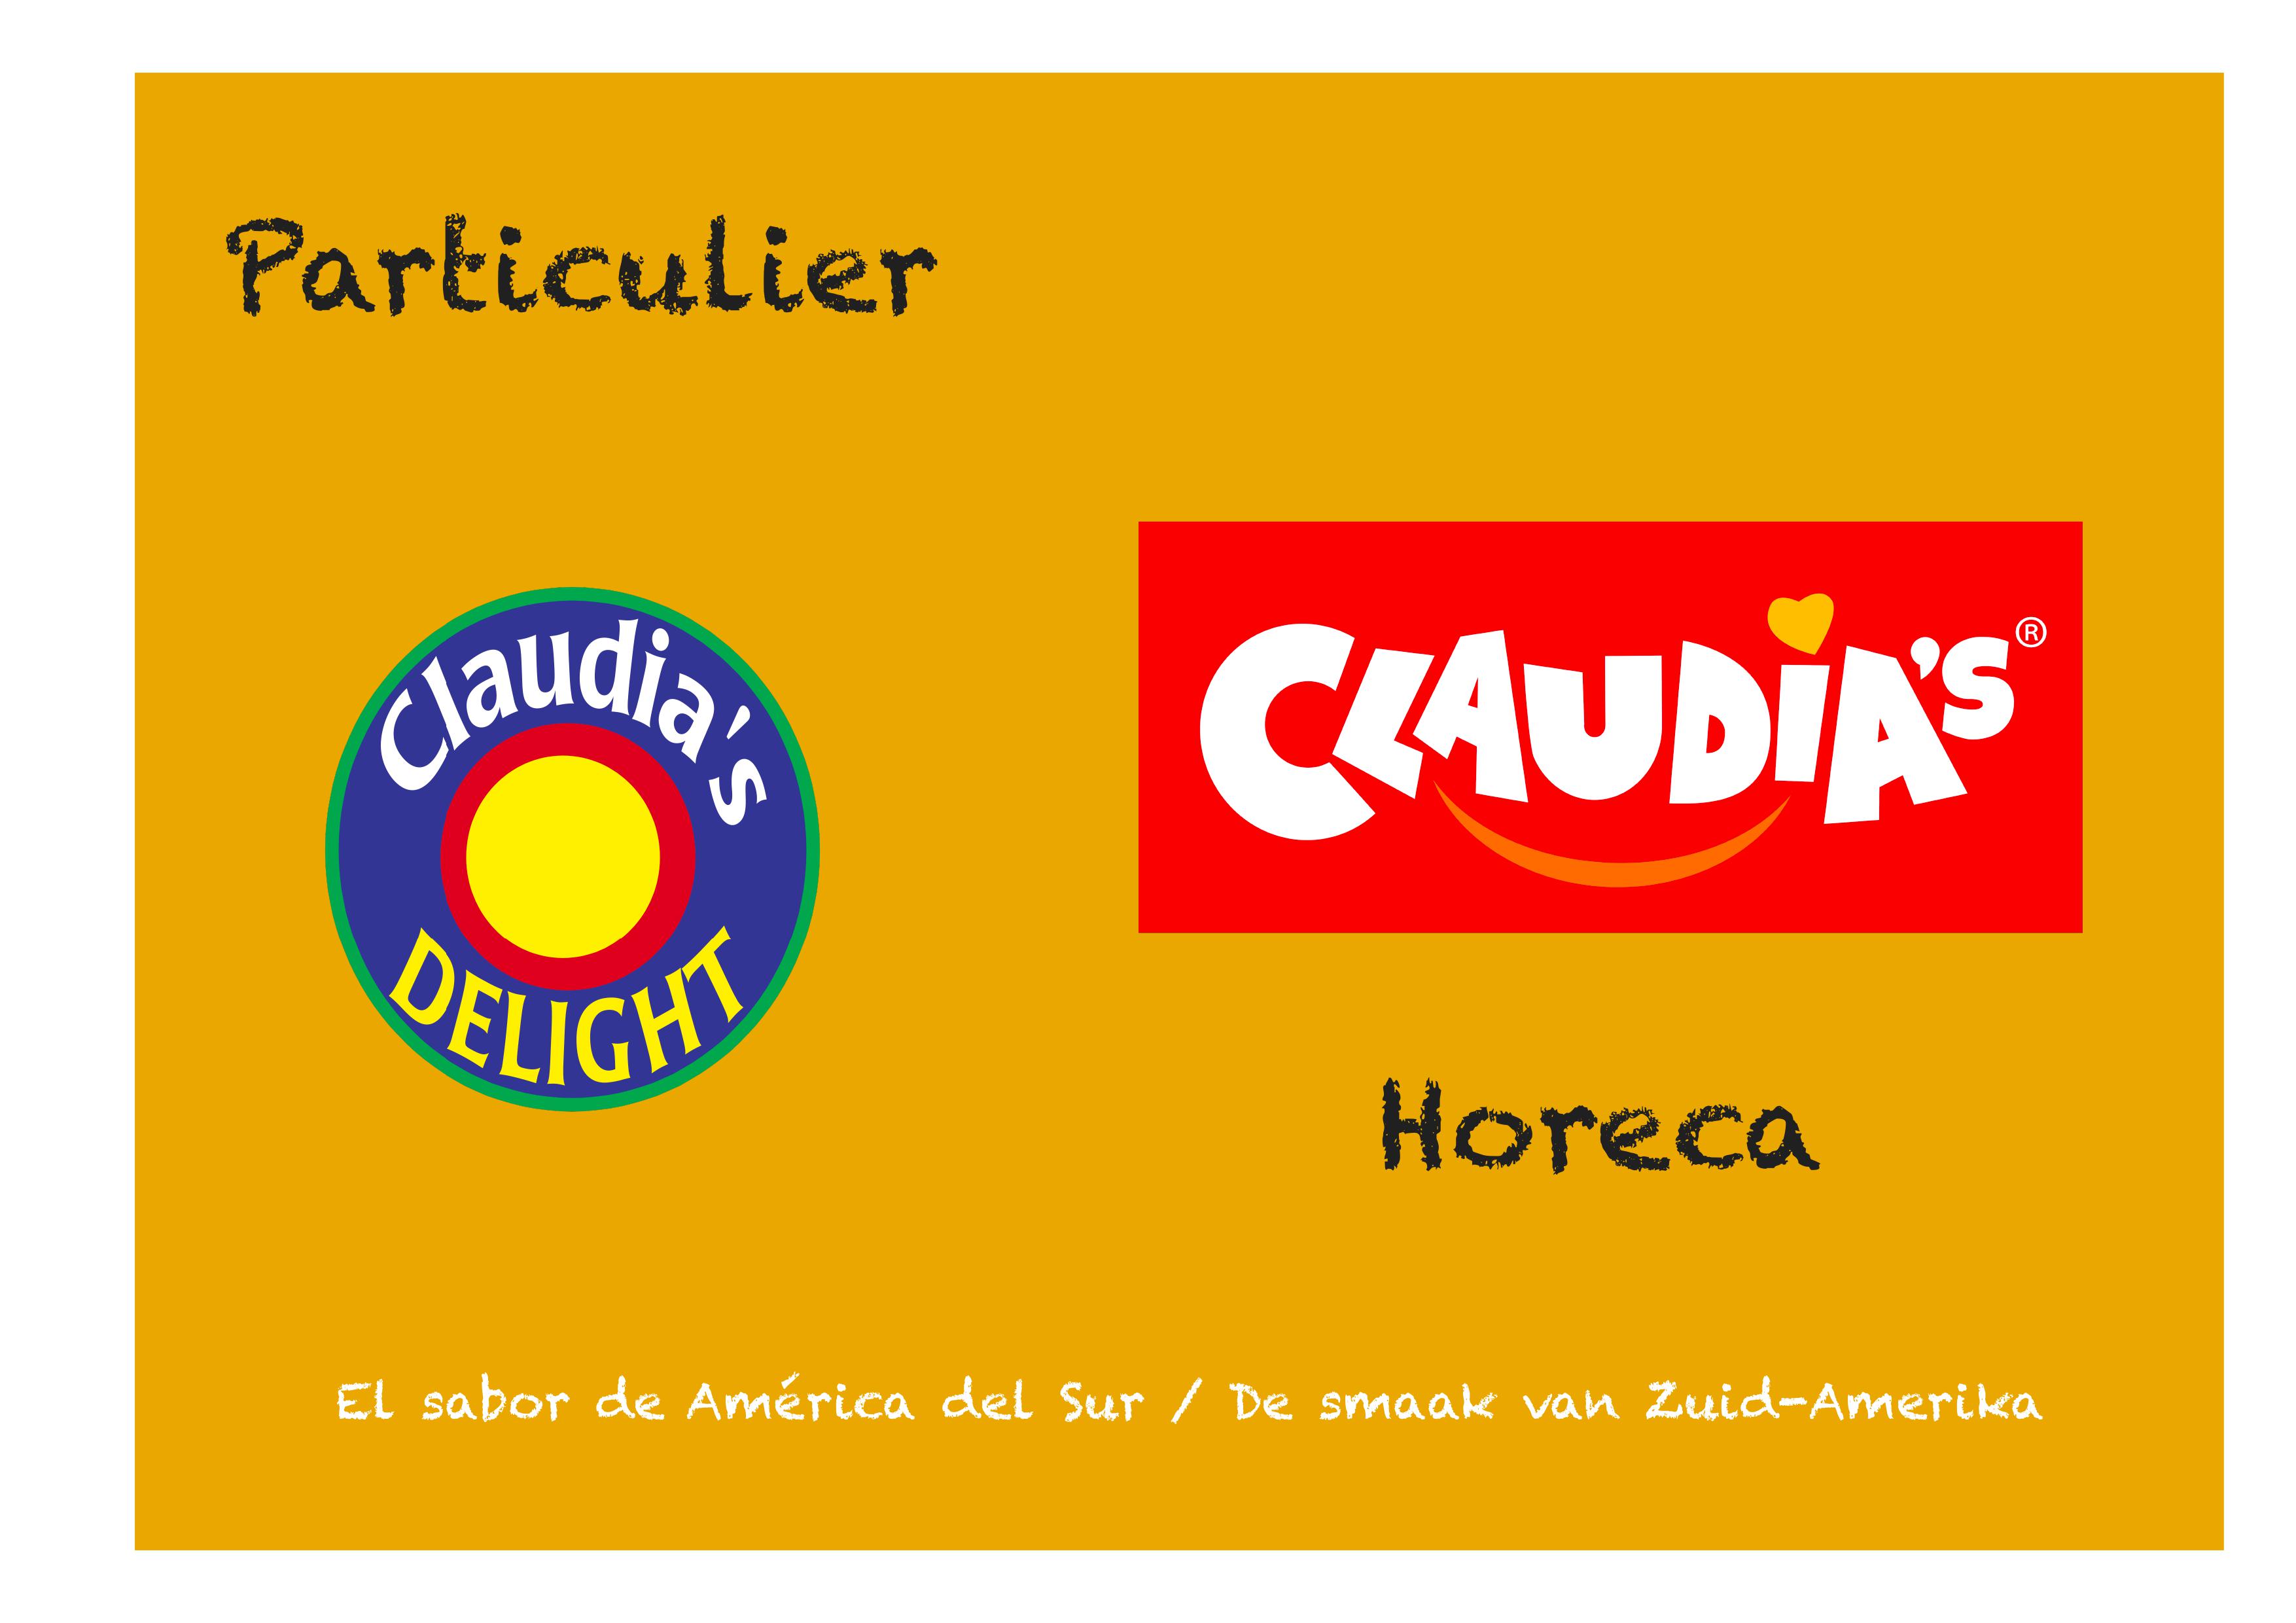 Particulier
Claudia's
DELIGHT
CLAUDiA'S®
Horeca
El sabor de América del Sur / De smaak van Zuid-Amerika